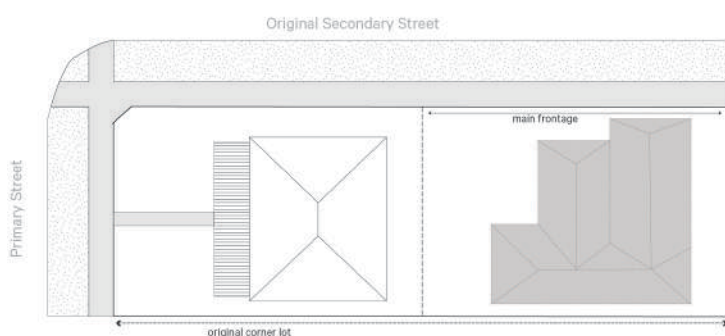 Original Secondary Street
main frontage
Primary Street
original corner lot